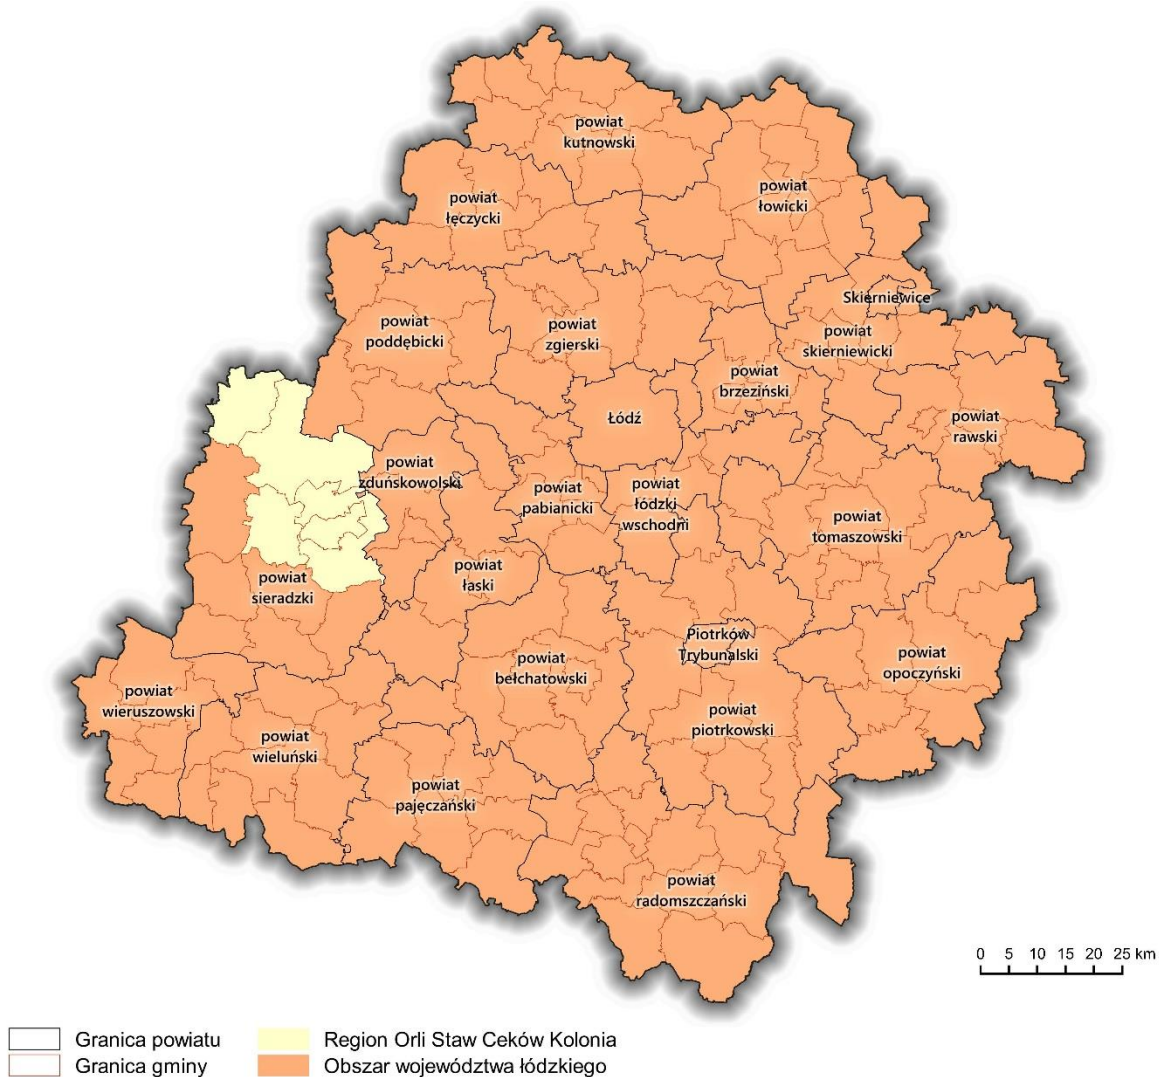 powiat
kutnowski
powiat
łęczycki
powiat
łowicki
Skierniewice
powiat
poddębicki
powiat
zgierski
powiat
skierniewicki
powiat
brzeziński
Łódź
powiat
rawski
powiat
zduńskowolski
powiat
pabianicki
powiat
łódzki
wschodni
powiat
tomaszowski
powiat
sieradzki
powiat
łaski
Piotrków
Trybunalski
powiat
opoczyński
powiat
bełchatowski
powiat
wieruszowski
powiat
piotrkowski
powiat
wieluński
powiat
pajęczański
powiat
radomszczański
0 5 10 15 20 25 km
Granica powiatu
Region Orli Staw Ceków Kolonia
Granica gminy
Obszar województwa łódzkiego